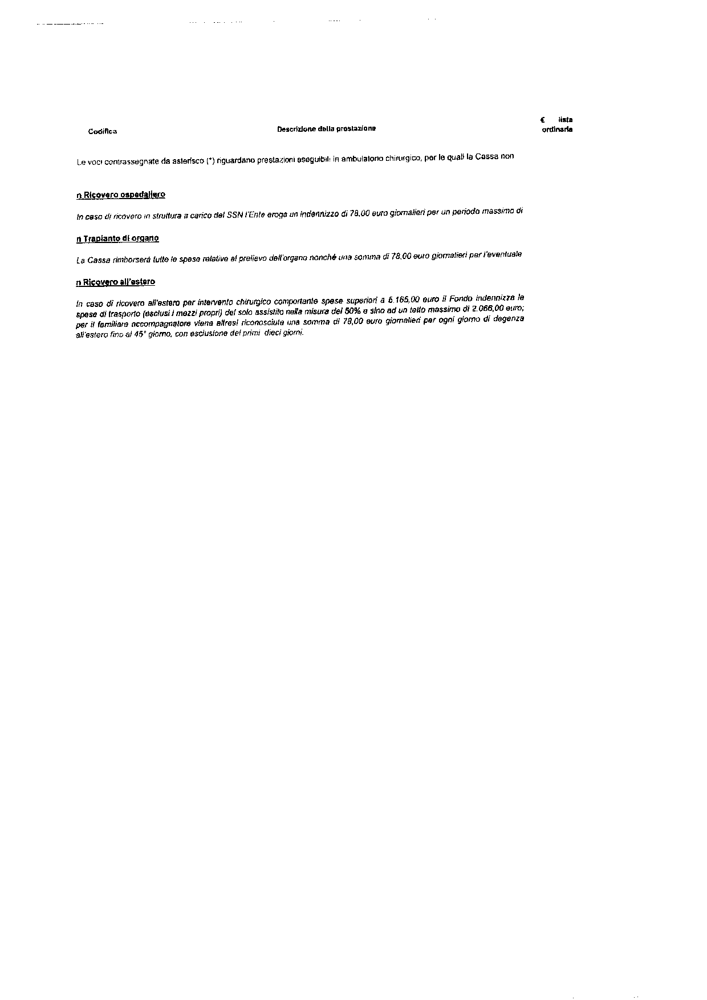 € lista
Codifica Descrizione della prestazione ordinaria
Le voci contrassegnate da asterisco (*) riguardano prestazioni eseguibili in ambulatorio chirurgico, per le quali la Cassa non
n Ricovero ospedaliero
In caso di ricovero in struttura a carico del SSN l'Ente eroga un indennizzo di 78,00 euro giornalieri per un periodo massimo di
n Trapianto di organo
La Cassa rimborserà tutte le spese relative al prelievo dell'organo nonché una somma di 78,00 euro giornalieri per l'eventuale
n Ricovero all'estero
In caso di ricovero all'estero per intervento chirurgico comportante spese superiori a 5.165,00 euro il Fondo indennizza le
spese di trasporto (esclusi i mezzi propri) del solo assistito nella misura del 50% e sino ad un tetto massimo di 2.066,00 euro;
per il familiare accompagnatore viene altresì riconosciuta una somma di 78,00 euro giornalieri per ogni giorno di degenza
all'estero fino al 45° giorno, con esclusione dei primi dieci giorni.